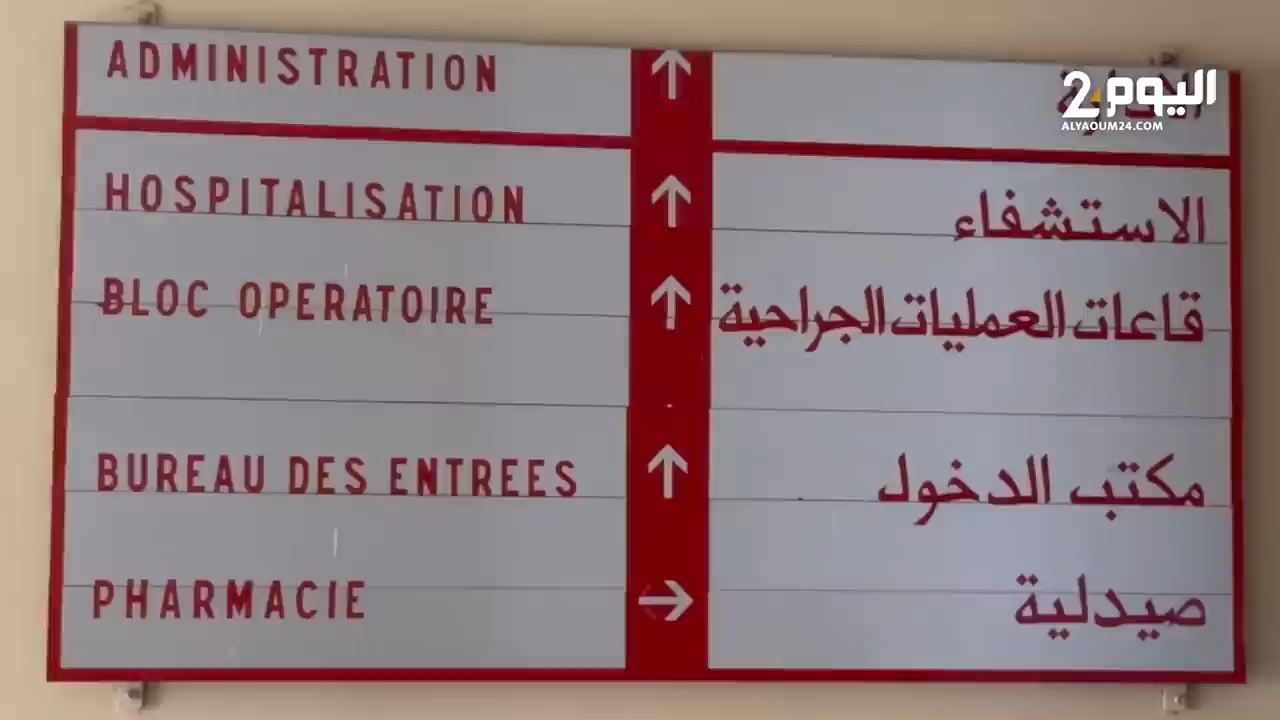 ADMINISTRATION
اليوم 24
ALYAOUM24.COM
HOSPITALISATION
الاستشفاء
BLOC OPERATOIRE
قاعات العمليات الجراحية
BUREAU DES ENTREES
مكتب الدخول
PHARMACIE
صيدلية